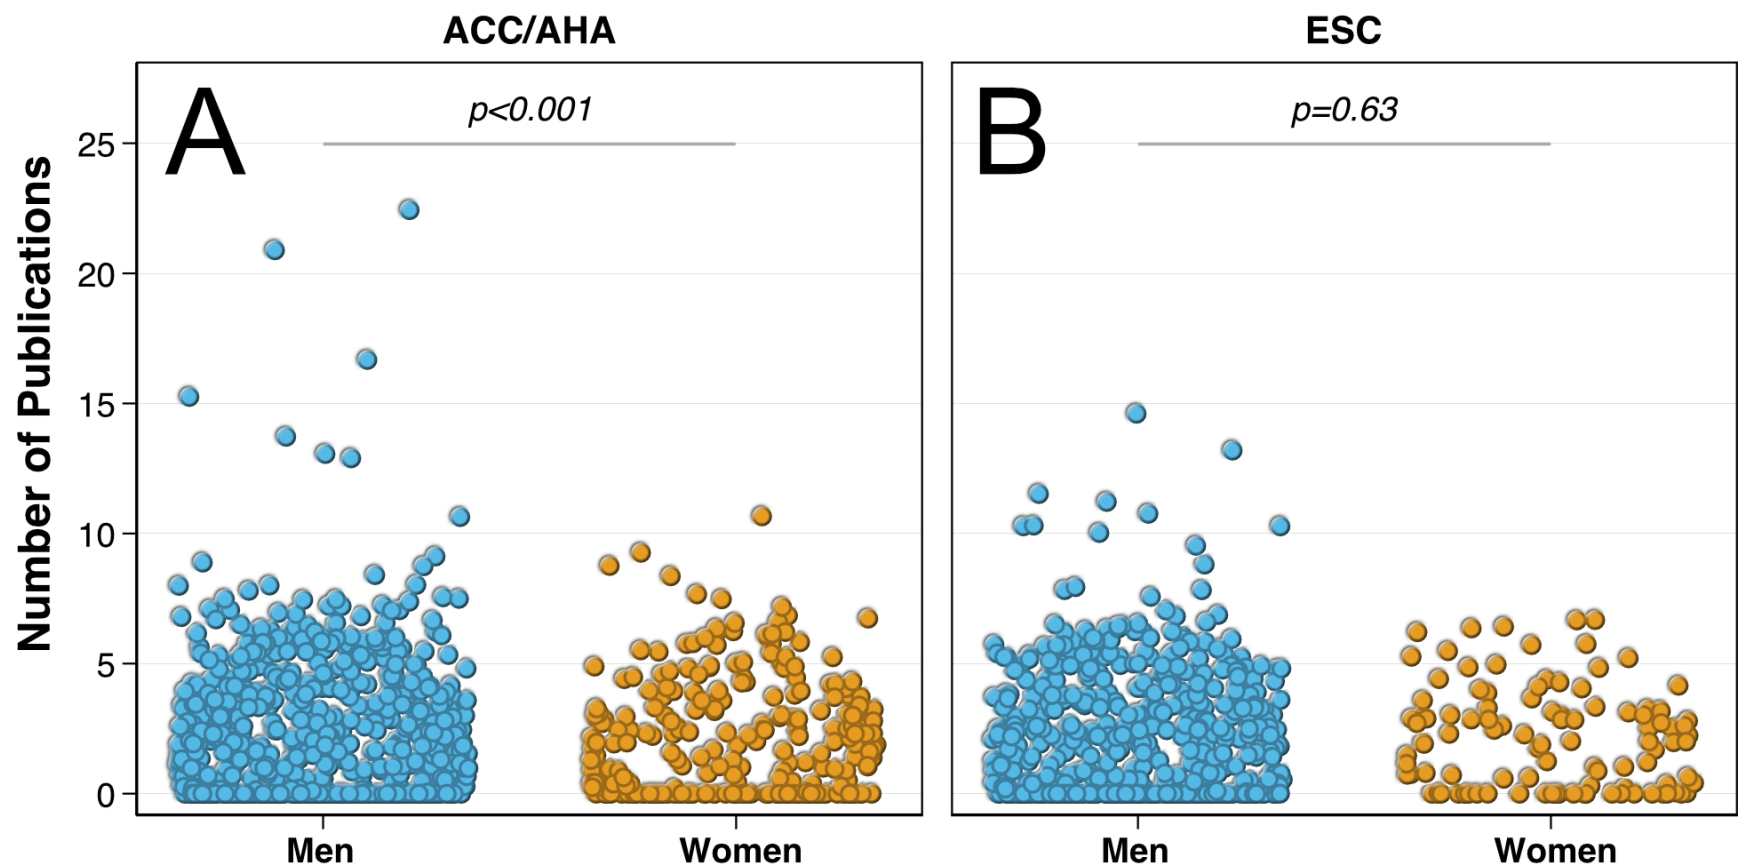 ACC/AHA
ESC
A
p<0.001
B
p=0.63
Number of Publications
25
20
15
10
5
0
Men
Women
Men
Women